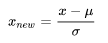 x_new = (x − μ) / σ